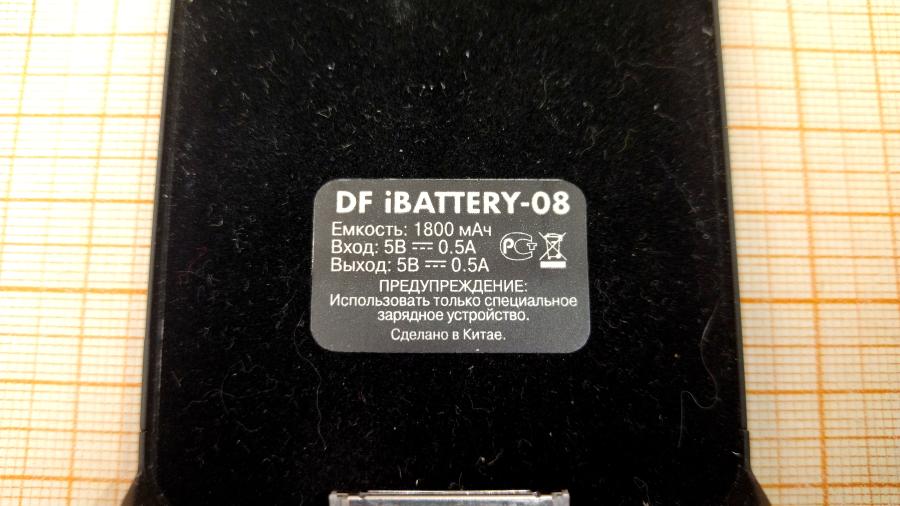 DF iBATTERY-08
Емкость: 1800 мАч
Вход: 5В ⎓ 0.5А
Выход: 5В ⎓ 0.5А
ПРЕДУПРЕЖДЕНИЕ:
Использовать только специальное
зарядное устройство.
Сделано в Китае.